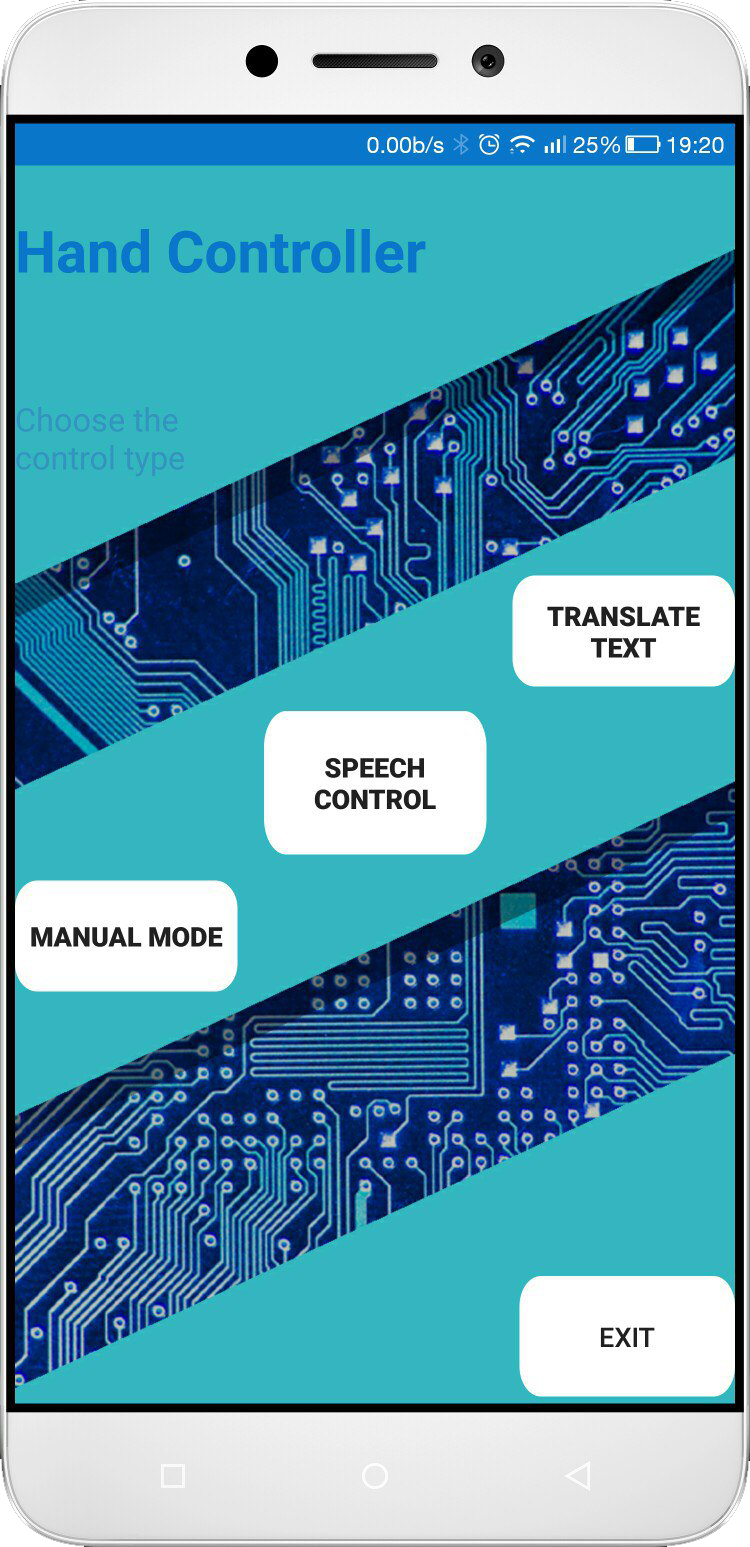 0.00b/s 25% 19:20
Hand Controller
Choose the
control type
TRANSLATE
TEXT
SPEECH
CONTROL
MANUAL MODE
EXIT